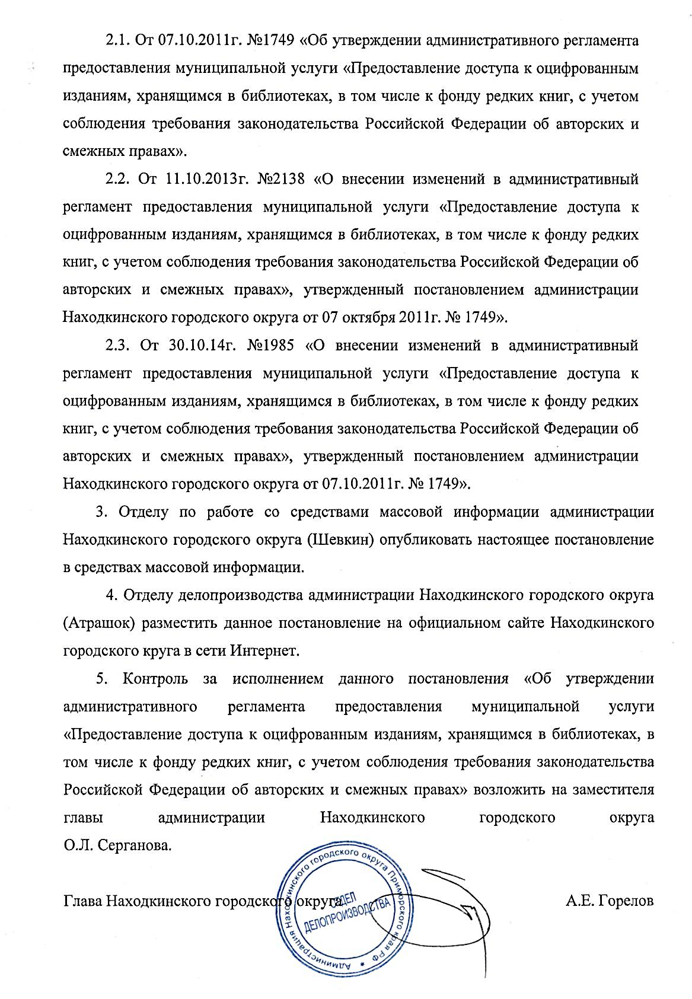 2.1. От 07.10.2011г. №1749 «Об утверждении административного регламента
предоставления муниципальной услуги «Предоставление доступа к оцифрованным
изданиям, хранящимся в библиотеках, в том числе к фонду редких книг, с учетом
соблюдения требования законодательства Российской Федерации об авторских и
смежных правах».
2.2. От 11.10.2013г. №2138 «О внесении изменений в административный
регламент предоставления муниципальной услуги «Предоставление доступа к
оцифрованным изданиям, хранящимся в библиотеках, в том числе к фонду редких
книг, с учетом соблюдения требования законодательства Российской Федерации об
авторских и смежных правах», утвержденный постановлением администрации
Находкинского городского округа от 07 октября 2011г. № 1749».
2.3. От 30.10.14г. №1985 «О внесении изменений в административный
регламент предоставления муниципальной услуги «Предоставление доступа к
оцифрованным изданиям, хранящимся в библиотеках, в том числе к фонду редких
книг, с учетом соблюдения требования законодательства Российской Федерации об
авторских и смежных правах», утвержденный постановлением администрации
Находкинского городского округа от 07.10.2011г. № 1749».
3. Отделу по работе со средствами массовой информации администрации
Находкинского городского округа (Шевкин) опубликовать настоящее постановление
в средствах массовой информации.
4. Отделу делопроизводства администрации Находкинского городского округа
(Атрашок) разместить данное постановление на официальном сайте Находкинского
городского круга в сети Интернет.
5. Контроль за исполнением данного постановления «Об утверждении
административного регламента предоставления муниципальной услуги
«Предоставление доступа к оцифрованным изданиям, хранящимся в библиотеках, в
том числе к фонду редких книг, с учетом соблюдения требования законодательства
Российской Федерации об авторских и смежных правах» возложить на заместителя
главы администрации Находкинского городского округа
О.Л. Серганова.
Глава Находкинского городского округа А.Е. Горелов
Администрация Находкинского городского округа Приморского края РФ *
ОТДЕЛ
ДЕЛОПРОИЗВОДСТВА